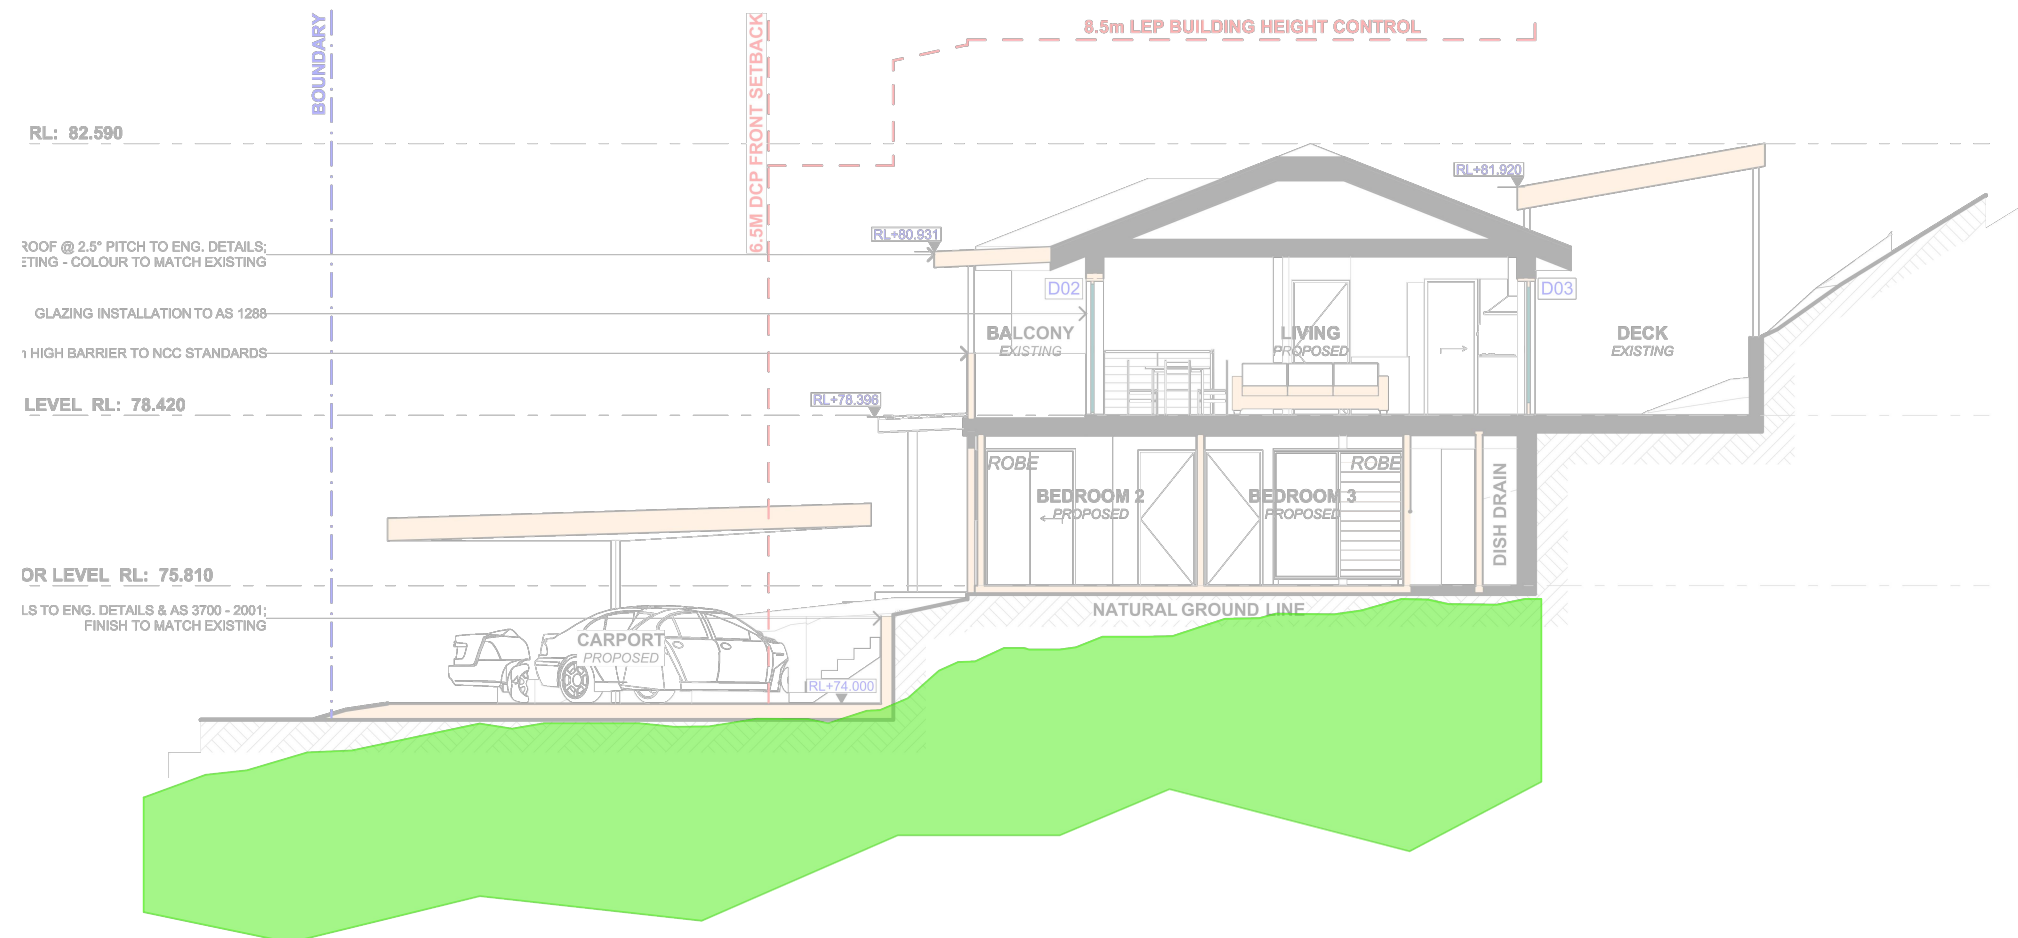 8.5m LEP BUILDING HEIGHT CONTROL
BOUNDARY
6.5M DCP FRONT SETBACK
RL: 82.590
RL+81.920
RL+80.931
ROOF @ 2.5° PITCH TO ENG. DETAILS;
ETING - COLOUR TO MATCH EXISTING
D02
D03
GLAZING INSTALLATION TO AS 1288
BALCONY
EXISTING
LIVING
PROPOSED
DECK
EXISTING
HIGH BARRIER TO NCC STANDARDS
RL+78.396
LEVEL RL: 78.420
ROBE
ROBE
BEDROOM 2
PROPOSED
BEDROOM 3
PROPOSED
DISH DRAIN
OR LEVEL RL: 75.810
LS TO ENG. DETAILS & AS 3700 - 2001;
FINISH TO MATCH EXISTING
NATURAL GROUND LINE
CARPORT
PROPOSED
RL+74.000